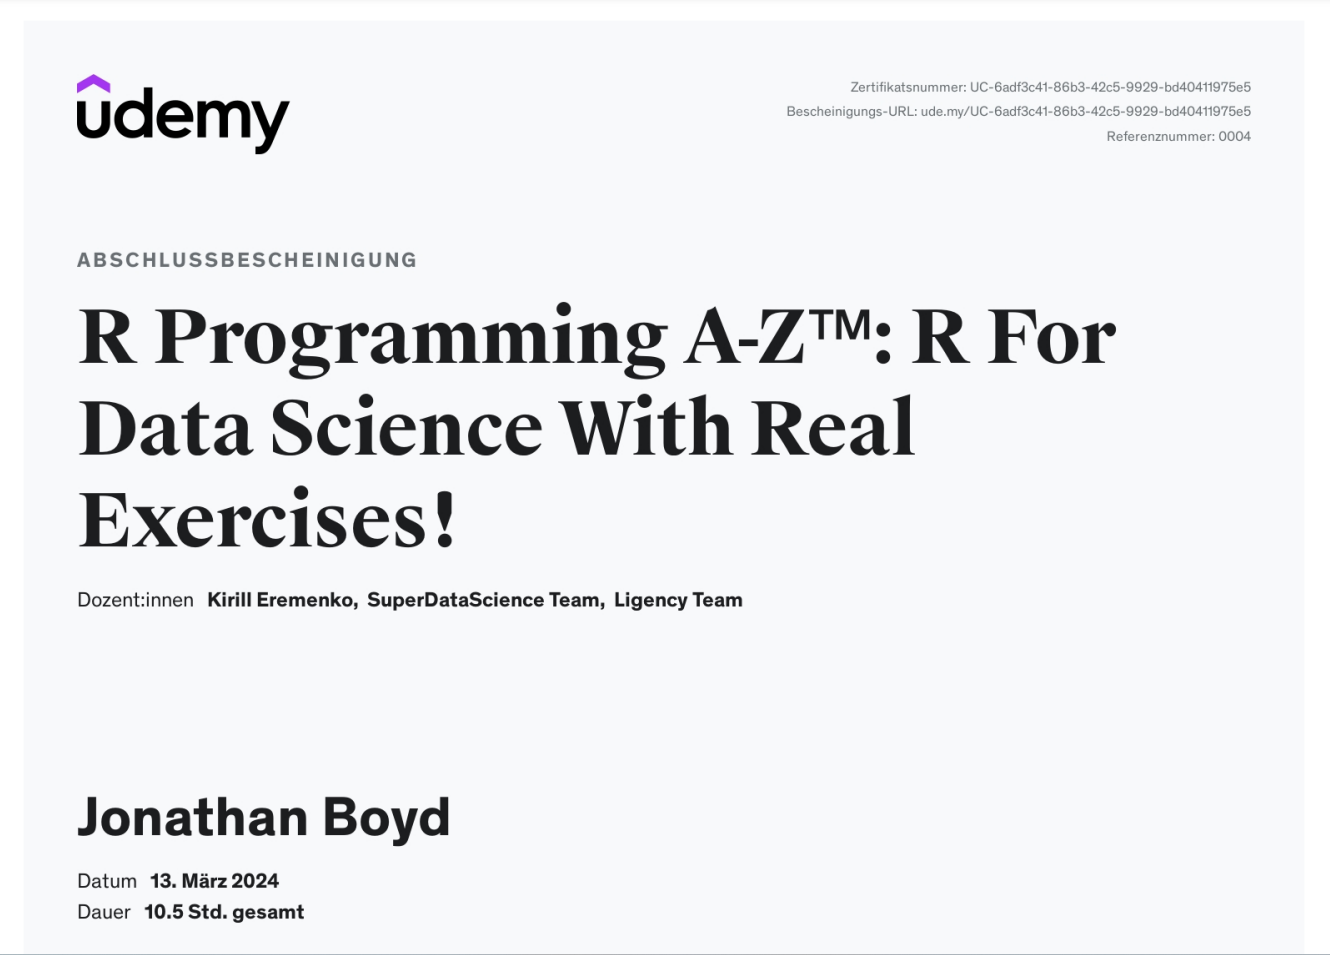 udemy
Zertifikatsnummer: UC-6adf3c41-86b3-42c5-9929-bd40411975e5
Bescheinigungs-URL: ude.my/UC-6adf3c41-86b3-42c5-9929-bd40411975e5
Referenznummer: 0004
ABSCHLUSSBESCHEINIGUNG
R Programming A-Z™: R For
Data Science With Real
Exercises!
Dozent:innen Kirill Eremenko, SuperDataScience Team, Ligency Team
Jonathan Boyd
Datum 13. März 2024
Dauer 10.5 Std. gesamt